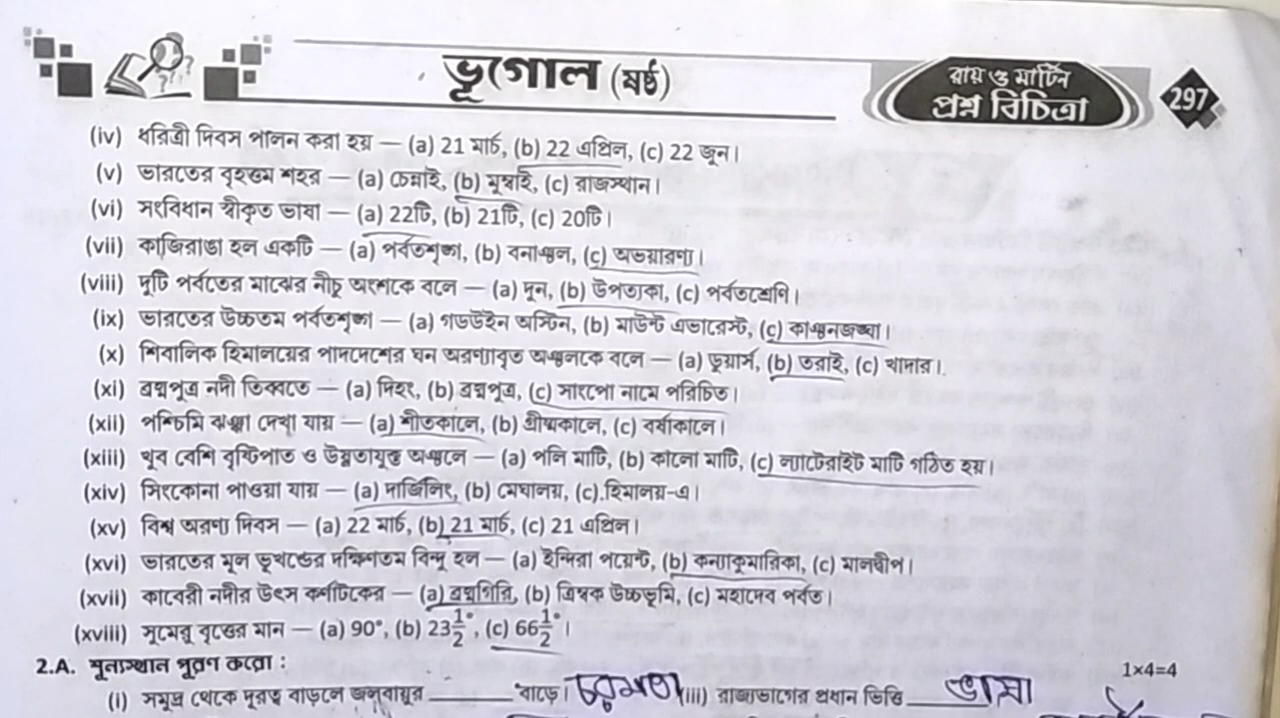 ভূগোল (ষষ্ঠ)
রায় ও মার্টিন
প্রশ্ন বিচিত্রা
297
(iv) ধরিত্রী দিবস পালন করা হয় — (a) 21 মার্চ, (b) 22 এপ্রিল, (c) 22 জুন।
(v) ভারতের বৃহত্তম শহর — (a) চেন্নাই, (b) মুম্বাই, (c) রাজস্থান।
(vi) সংবিধান স্বীকৃত ভাষা — (a) 22টি, (b) 21টি, (c) 20টি।
(vii) কাজিরাঙা হল একটি — (a) পর্বতশৃঙ্গ, (b) বনাঞ্চল, (c) অভয়ারণ্য।
(viii) দুটি পর্বতের মাঝের নীচু অংশকে বলে — (a) দুন, (b) উপত্যকা, (c) পর্বতশ্রেণি।
(ix) ভারতের উচ্চতম পর্বতশৃঙ্গ — (a) গডউইন অস্টিন, (b) মাউন্ট এভারেস্ট, (c) কাঞ্চনজঙ্ঘা।
(x) শিবালিক হিমালয়ের পাদদেশের ঘন অরণ্যাবৃত অঞ্চলকে বলে — (a) ডুয়ার্স, (b) তরাই, (c) খাদার।
(xi) ব্রহ্মপুত্র নদী তিব্বতে — (a) দিহং, (b) ব্রহ্মপুত্র, (c) সাংপো নামে পরিচিত।
(xii) পশ্চিমি ঝঞ্ঝা দেখা যায় — (a) শীতকালে, (b) গ্রীষ্মকালে, (c) বর্ষাকালে।
(xiii) খুব বেশি বৃষ্টিপাত ও উষ্ণতাযুক্ত অঞ্চলে — (a) পলি মাটি, (b) কালো মাটি, (c) ল্যাটেরাইট মাটি গঠিত হয়।
(xiv) সিংকোনা পাওয়া যায় — (a) দার্জিলিং, (b) মেঘালয়, (c) হিমালয়-এ।
(xv) বিশ্ব অরণ্য দিবস — (a) 22 মার্চ, (b) 21 মার্চ, (c) 21 এপ্রিল।
(xvi) ভারতের মূল ভূখণ্ডের দক্ষিণতম বিন্দু হল — (a) ইন্দিরা পয়েন্ট, (b) কন্যাকুমারিকা, (c) মালদ্বীপ।
(xvii) কাবেরী নদীর উৎস কর্ণাটকের — (a) ব্রহ্মগিরি, (b) ত্রিম্বক উচ্চভূমি, (c) মহাদেব পর্বত।
(xviii) সুমেরু বৃত্তের মান — (a) 90°, (b) 23½°, (c) 66½°।
2.A. শূন্যস্থান পূরণ করো : 1×4=4
(i) সমুদ্র থেকে দূরত্ব বাড়লে জলবায়ুর ______ বাড়ে। চরমতা (iii) রাজ্যভাগের প্রধান ভিত্তি ______ ভাষা